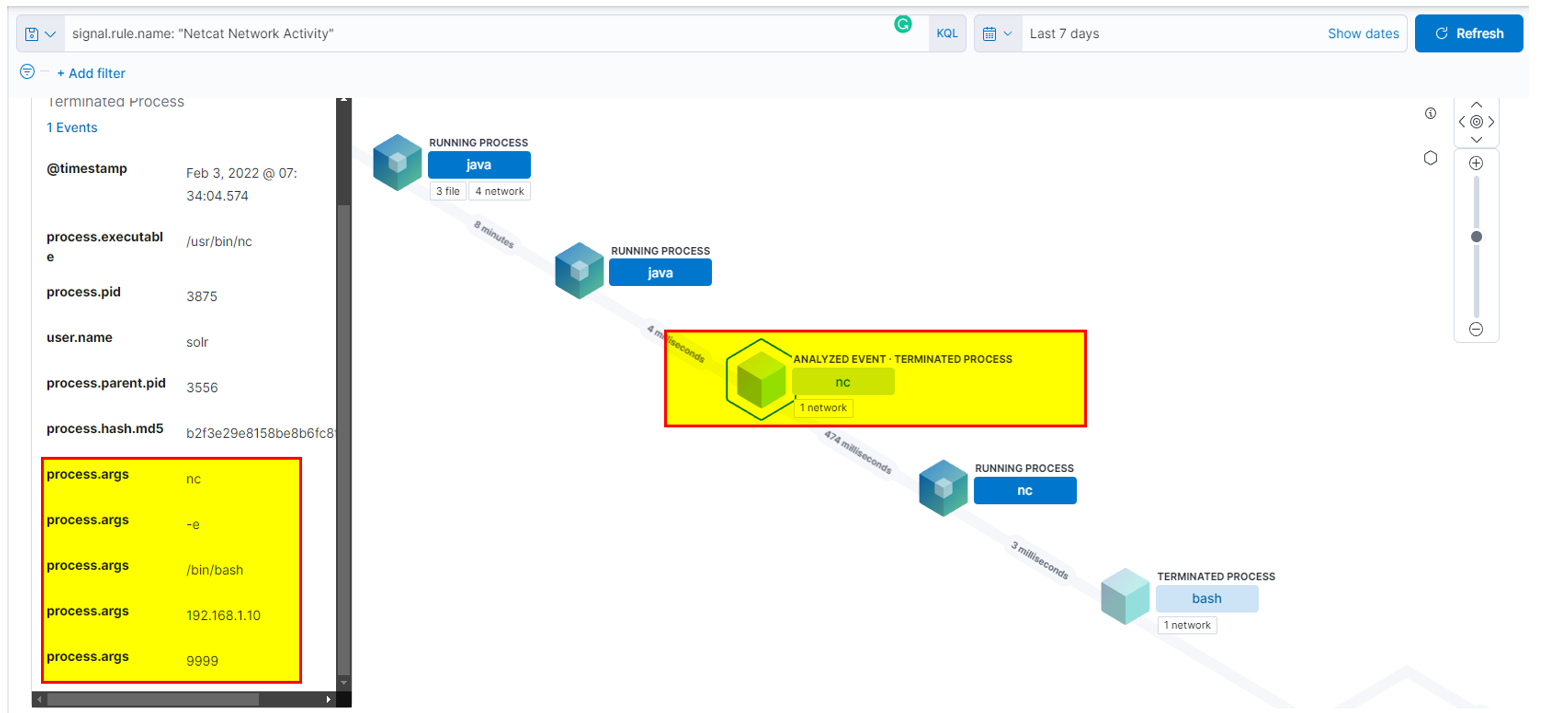 signal.rule.name: "Netcat Network Activity"
KQL
Last 7 days
Show dates
Refresh
+ Add filter
Terminated Process
1 Events
@timestamp
Feb 3, 2022 @ 07:
34:04.574
process.executabl
e
/usr/bin/nc
process.pid
3875
user.name
solr
process.parent.pid
3556
process.hash.md5
b2f3e29e8158be8b6fc8
process.args
nc
process.args
-e
process.args
/bin/bash
process.args
192.168.1.10
process.args
9999
RUNNING PROCESS
java
3 file
4 network
8 minutes
RUNNING PROCESS
java
4 milliseconds
ANALYZED EVENT · TERMINATED PROCESS
nc
1 network
474 milliseconds
RUNNING PROCESS
nc
3 milliseconds
TERMINATED PROCESS
bash
1 network